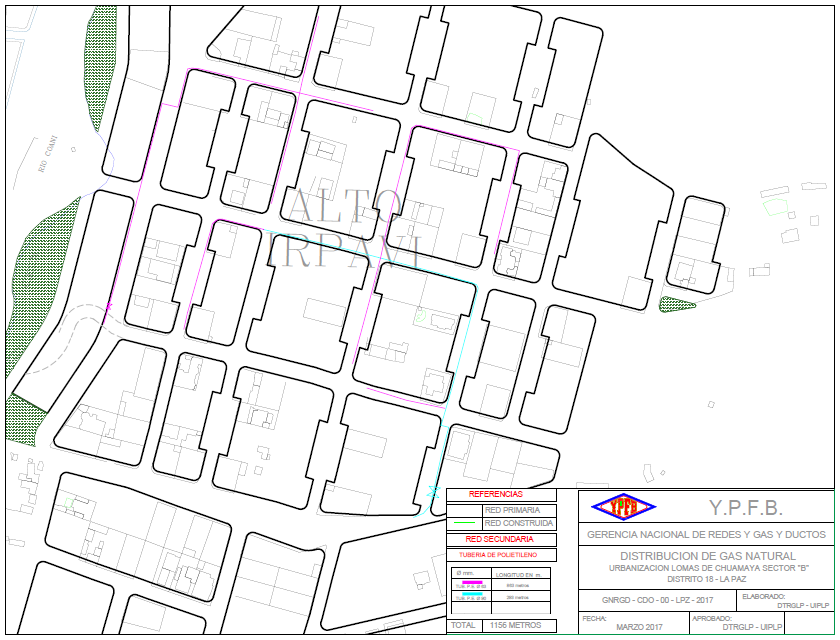 RIO COANI
ALTO
IRPAVI
REFERENCIAS
RED PRIMARIA
RED CONSTRUIDA
RED SECUNDARIA
TUBERIA DE POLIETILENO
Ø mm. LONGITUD EN m.
TOTAL 1156 METROS
YPFB
Y.P.F.B.
GERENCIA NACIONAL DE REDES Y GAS Y DUCTOS
DISTRIBUCION DE GAS NATURAL
URBANIZACION LOMAS DE CHUAMAYA SECTOR "B"
DISTRITO 18 - LA PAZ
GNRGD - CDO - 00 - LPZ - 2017
ELABORADO:
DTRGLP - UIPLP
FECHA:
MARZO 2017
APROBADO:
DTRGLP - UIPLP